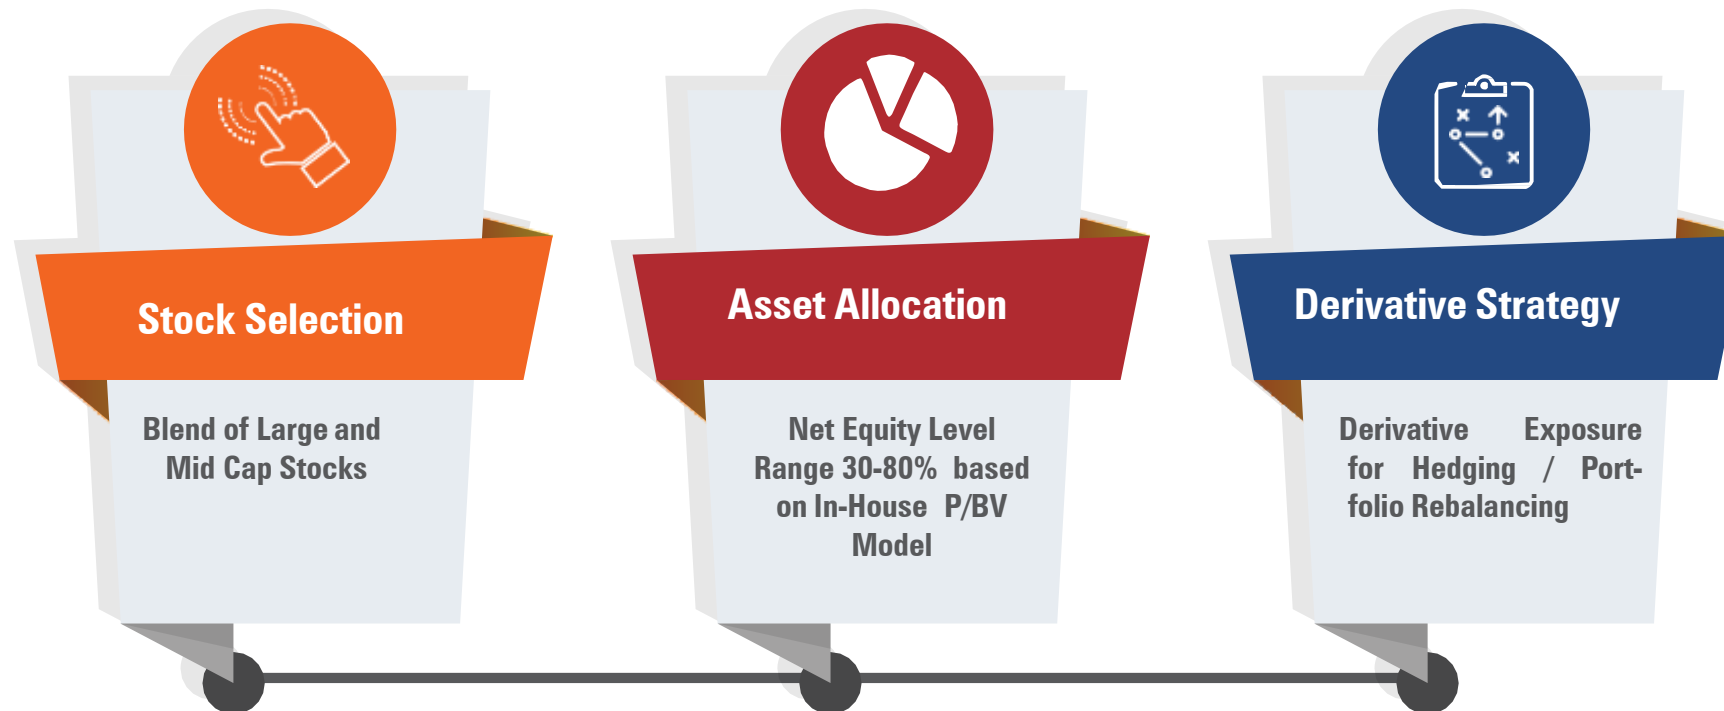 Stock Selection
Blend of Large and
Mid Cap Stocks
Asset Allocation
Net Equity Level
Range 30-80% based
on In-House P/BV
Model
Derivative Strategy
Derivative Exposure
for Hedging / Port-
folio Rebalancing